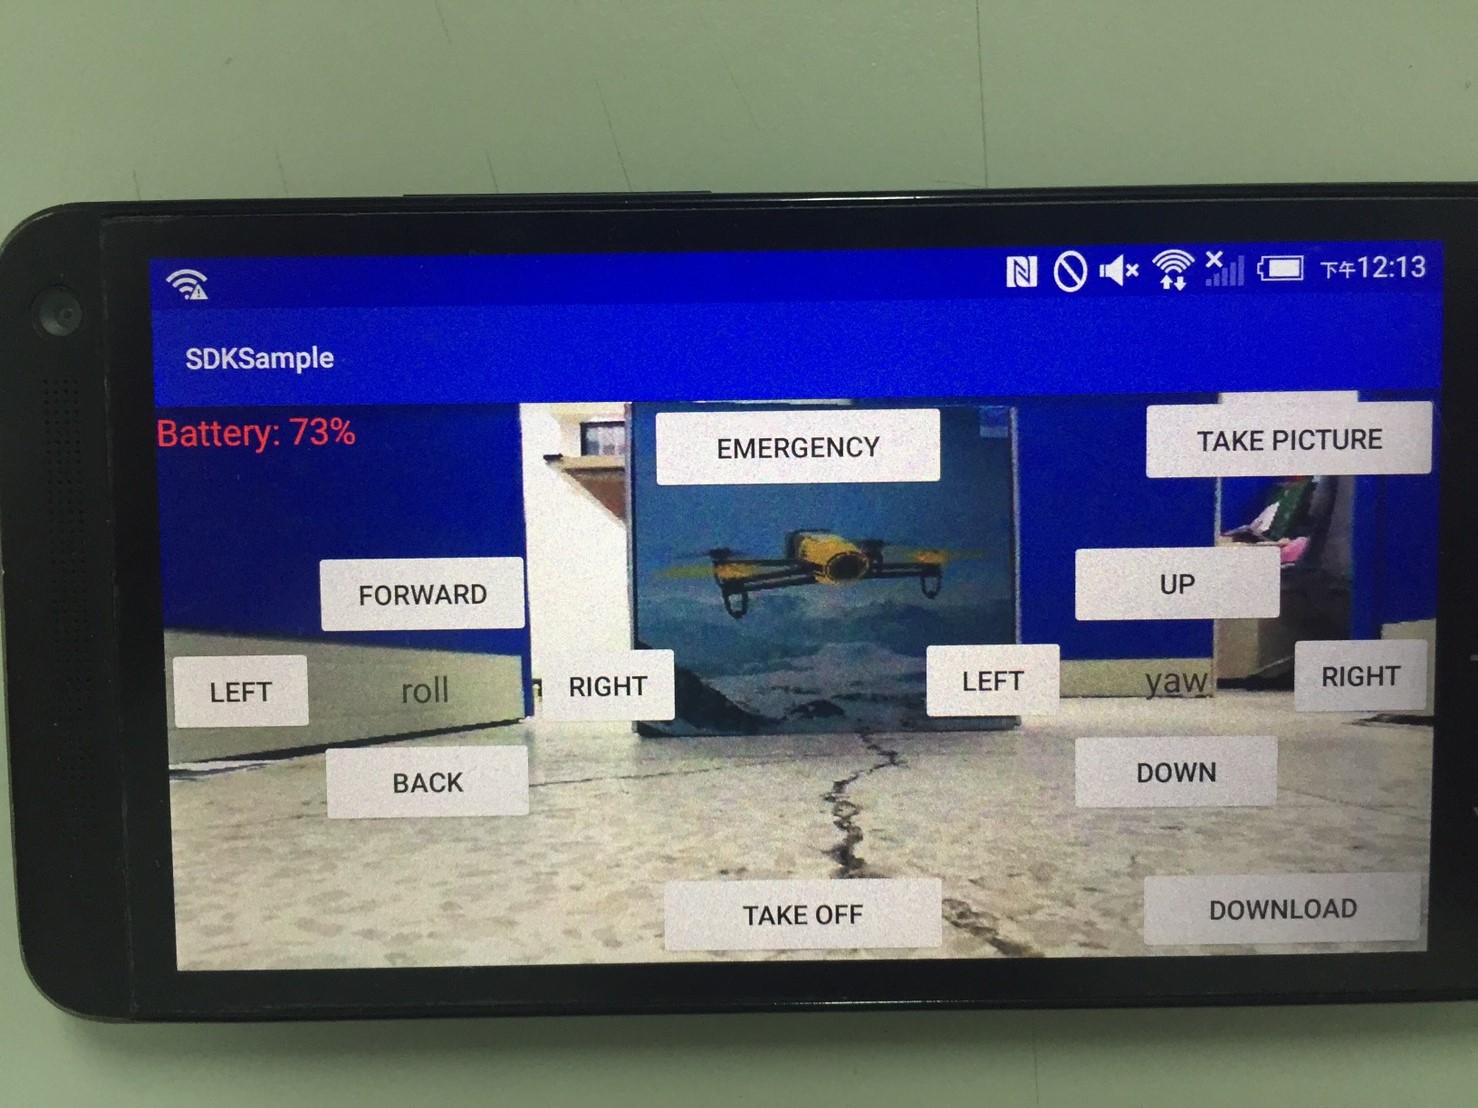 下午12:13
SDKSample
Battery: 73%
EMERGENCY
TAKE PICTURE
FORWARD
UP
LEFT
roll
RIGHT
LEFT
yaw
RIGHT
BACK
DOWN
TAKE OFF
DOWNLOAD